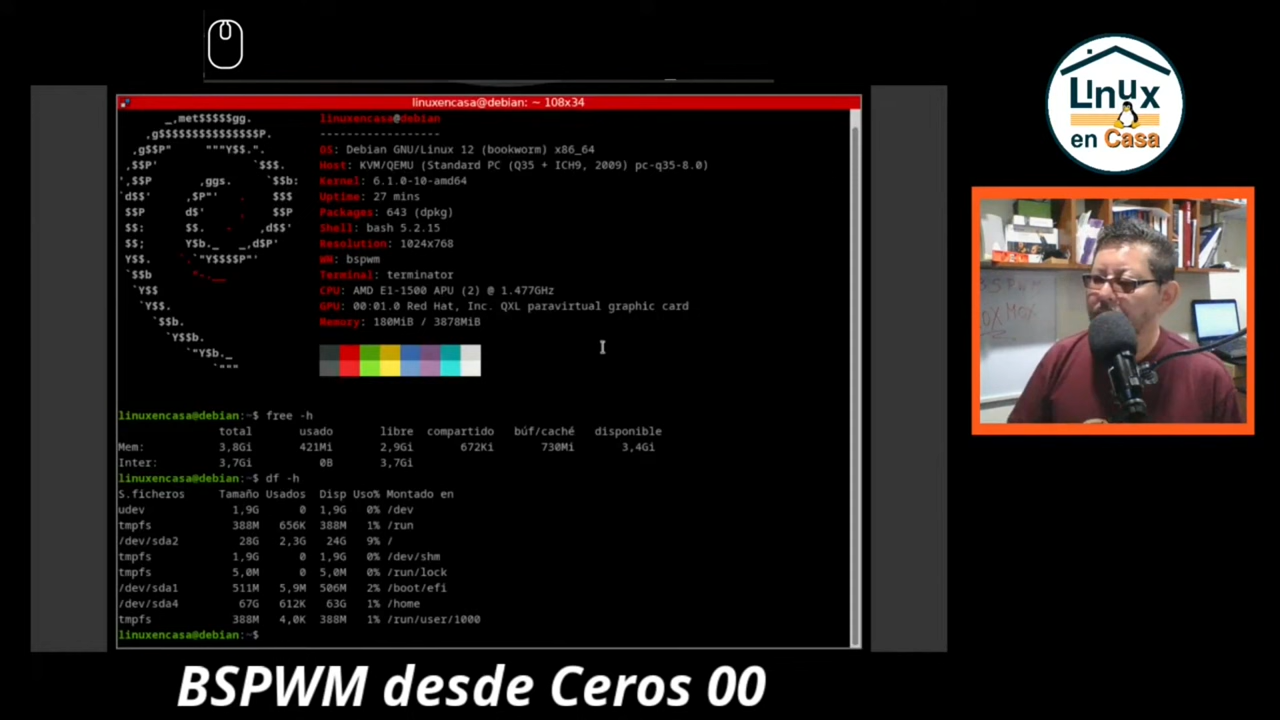 Linux
en Casa
linuxencasa@debian: ~ 108x34
linuxencasa@debian
------------------
OS: Debian GNU/Linux 12 (bookworm) x86_64
Host: KVM/QEMU (Standard PC (Q35 + ICH9, 2009) pc-q35-8.0)
Kernel: 6.1.0-10-amd64
Uptime: 27 mins
Packages: 643 (dpkg)
Shell: bash 5.2.15
Resolution: 1024x768
WM: bspwm
Terminal: terminator
CPU: AMD E1-1500 APU (2) @ 1.477GHz
GPU: 00:01.0 Red Hat, Inc. QXL paravirtual graphic card
Memory: 180MiB / 3878MiB
linuxencasa@debian:~$ free -h
total usado libre compartido búf/caché disponible
Mem: 3,8Gi 421Mi 2,9Gi 672Ki 730Mi 3,4Gi
Inter: 3,7Gi 0B 3,7Gi
linuxencasa@debian:~$ df -h
S.ficheros Tamaño Usados Disp Uso% Montado en
udev 1,9G 0 1,9G 0% /dev
tmpfs 388M 656K 388M 1% /run
/dev/sda2 28G 2,3G 24G 9% /
tmpfs 1,9G 0 1,9G 0% /dev/shm
tmpfs 5,0M 0 5,0M 0% /run/lock
/dev/sda1 511M 5,9M 506M 2% /boot/efi
/dev/sda4 67G 612K 63G 1% /home
tmpfs 388M 4,0K 388M 1% /run/user/1000
linuxencasa@debian:~$
BSPWM desde Ceros 00